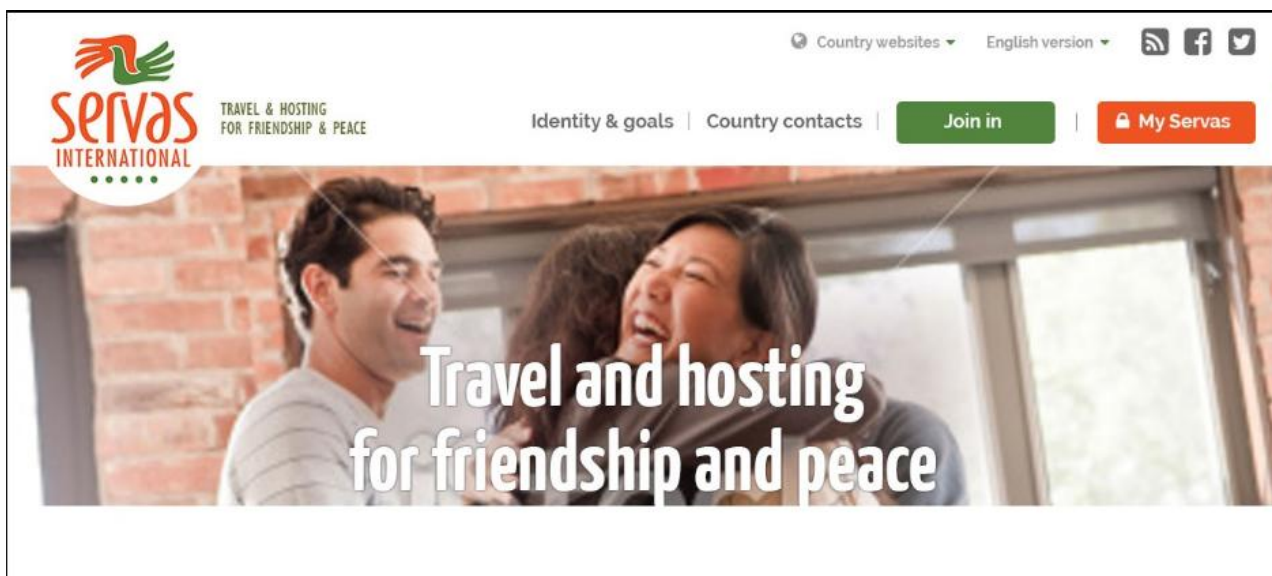 Country websites
English version
servas
INTERNATIONAL
TRAVEL & HOSTING
FOR FRIENDSHIP & PEACE
Identity & goals
Country contacts
Join in
My Servas
Travel and hosting
for friendship and peace